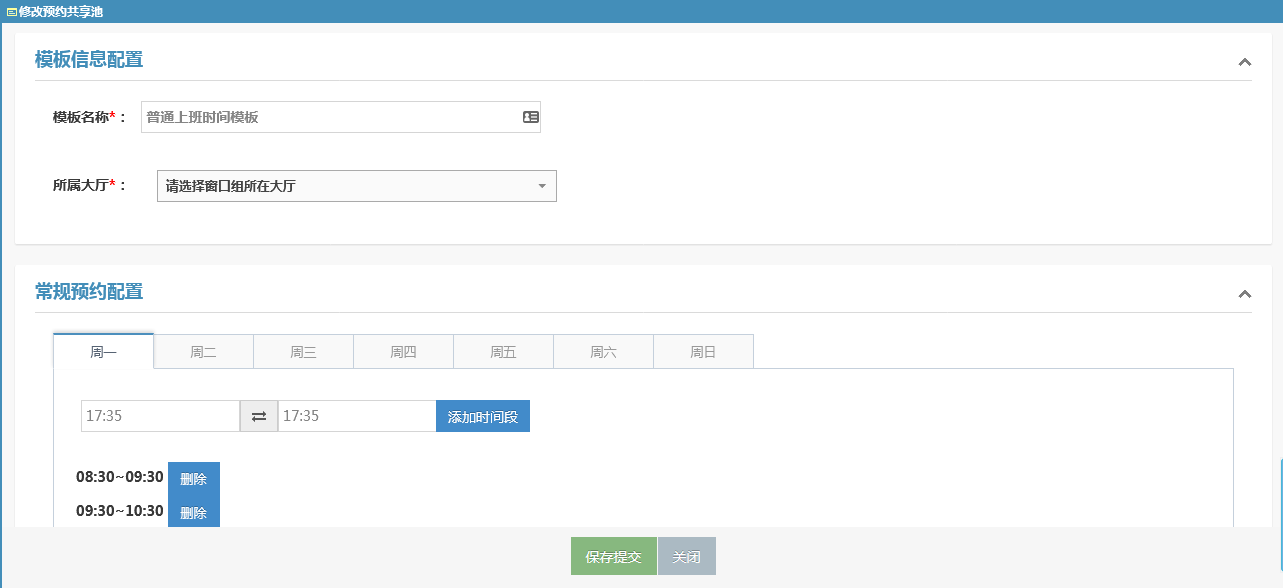 修改预约共享池
模板信息配置
模板名称*： 普通上班时间模板
所属大厅*： 请选择窗口组所在大厅
常规预约配置
周一 周二 周三 周四 周五 周六 周日
17:35 17:35 添加时间段
08:30~09:30 删除
09:30~10:30 删除
保存提交 关闭